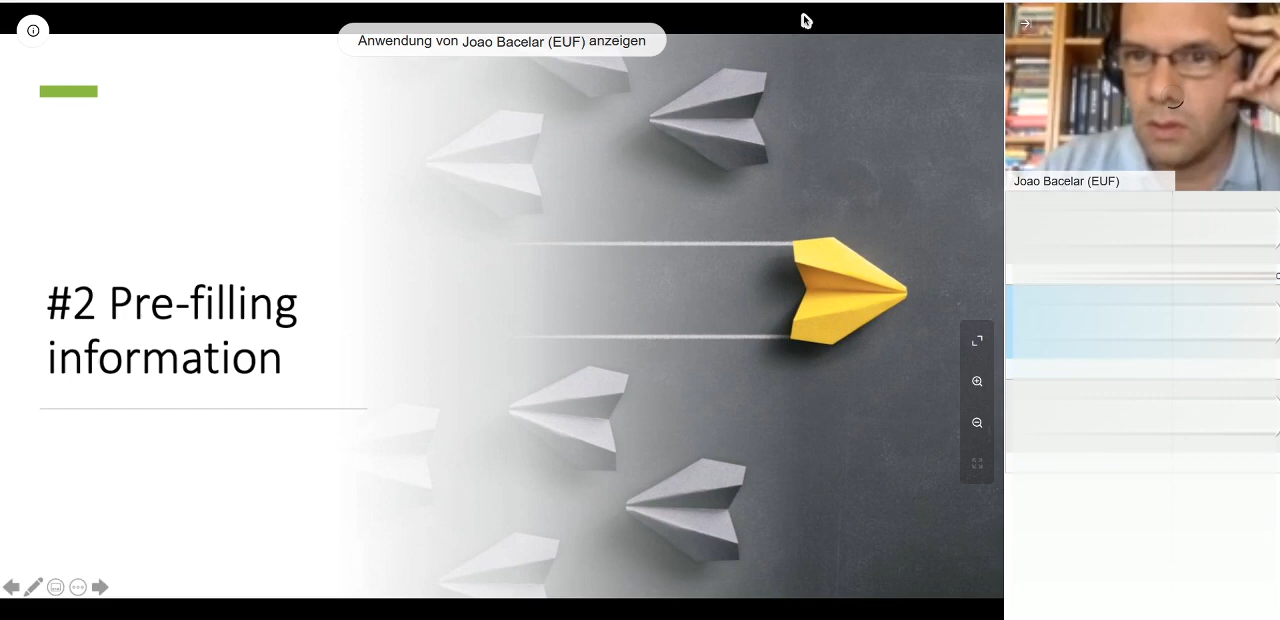 Anwendung von Joao Bacelar (EUF) anzeigen
#2 Pre-filling
information
Joao Bacelar (EUF)